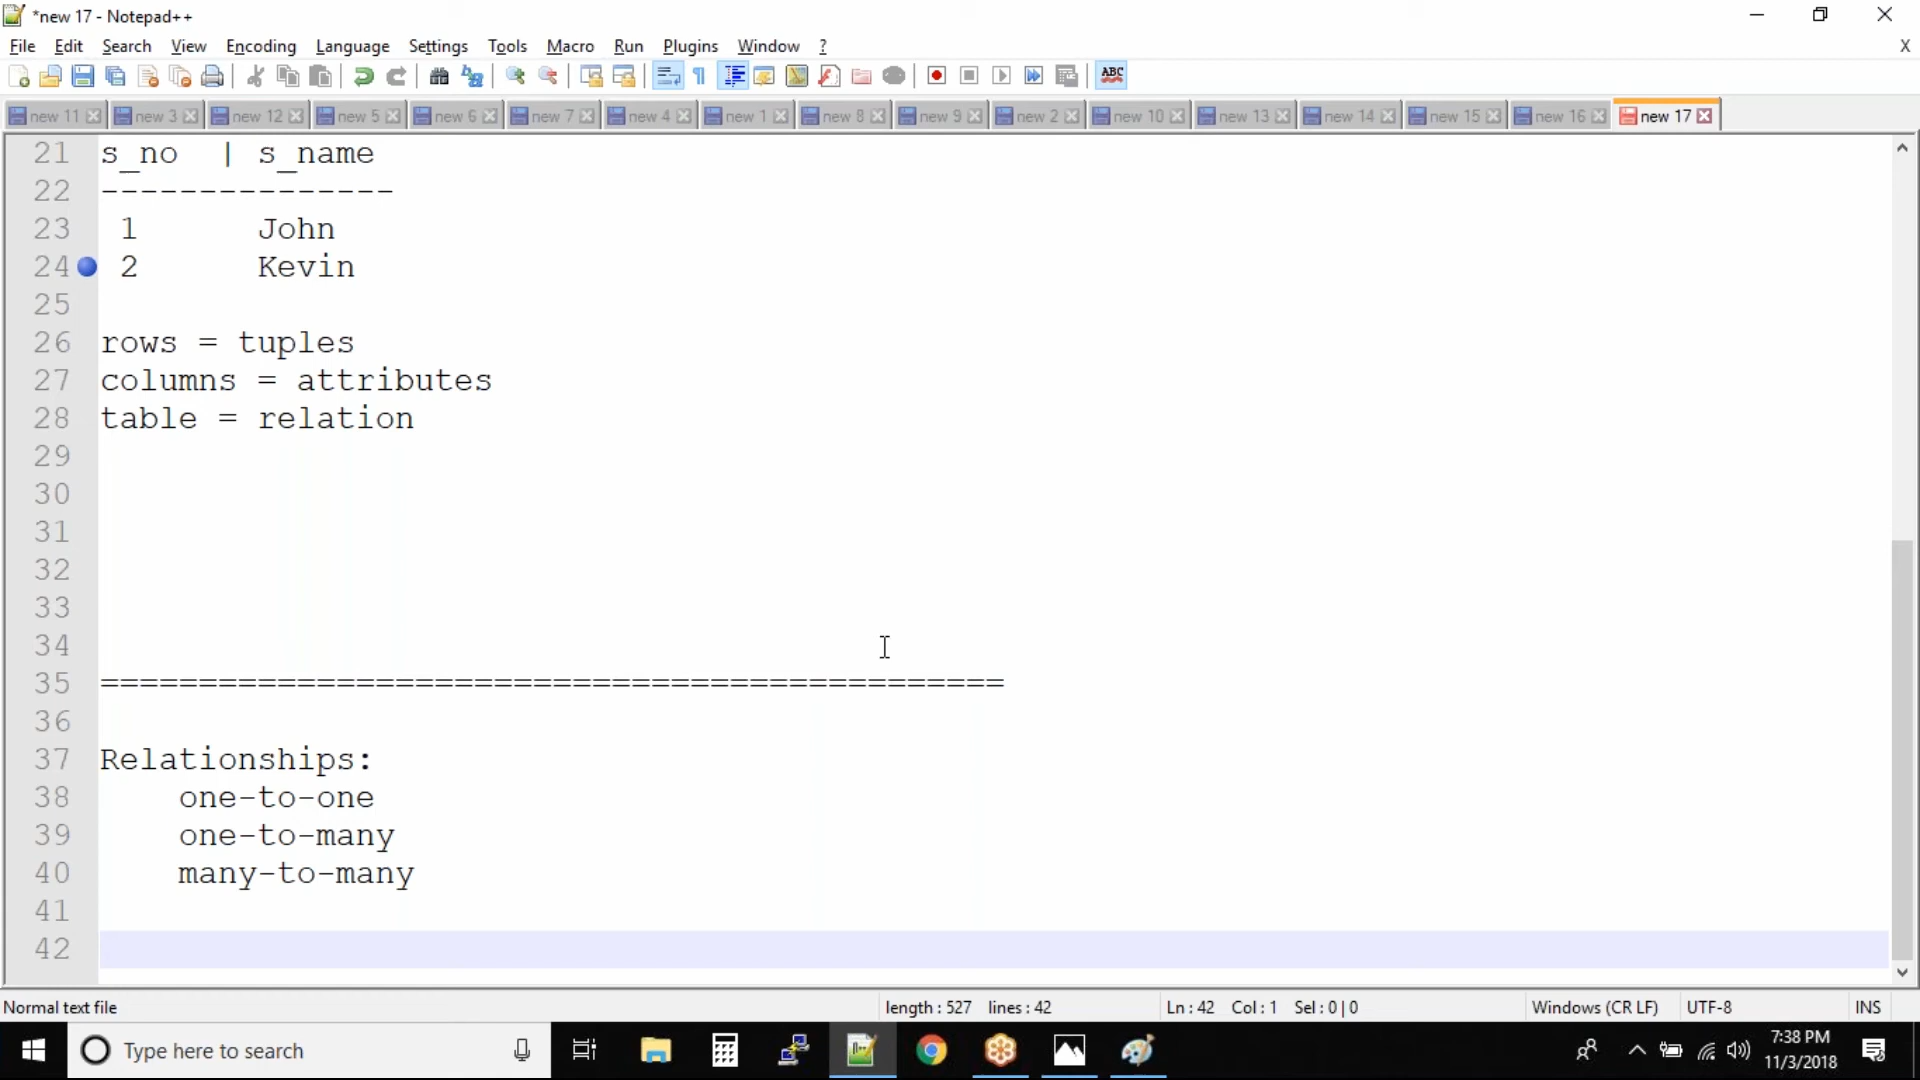 *new 17 - Notepad++
File Edit Search View Encoding Language Settings Tools Macro Run Plugins Window ? X
ABC
new 11 new 3 new 12 new 5 new 6 new 7 new 4 new 1 new 8 new 9 new 2 new 10 new 13 new 14 new 15 new 16 new 17
21 s_no | s_name
22 ---------------
23 1 John
24 2 Kevin
25
26 rows = tuples
27 columns = attributes
28 table = relation
29
30
31
32
33
34
35 ==============================================
36
37 Relationships:
38 one-to-one
39 one-to-many
40 many-to-many
41
42
Normal text file length : 527 lines : 42 Ln : 42 Col : 1 Sel : 0 | 0 Windows (CR LF) UTF-8 INS
Type here to search 7:38 PM
11/3/2018